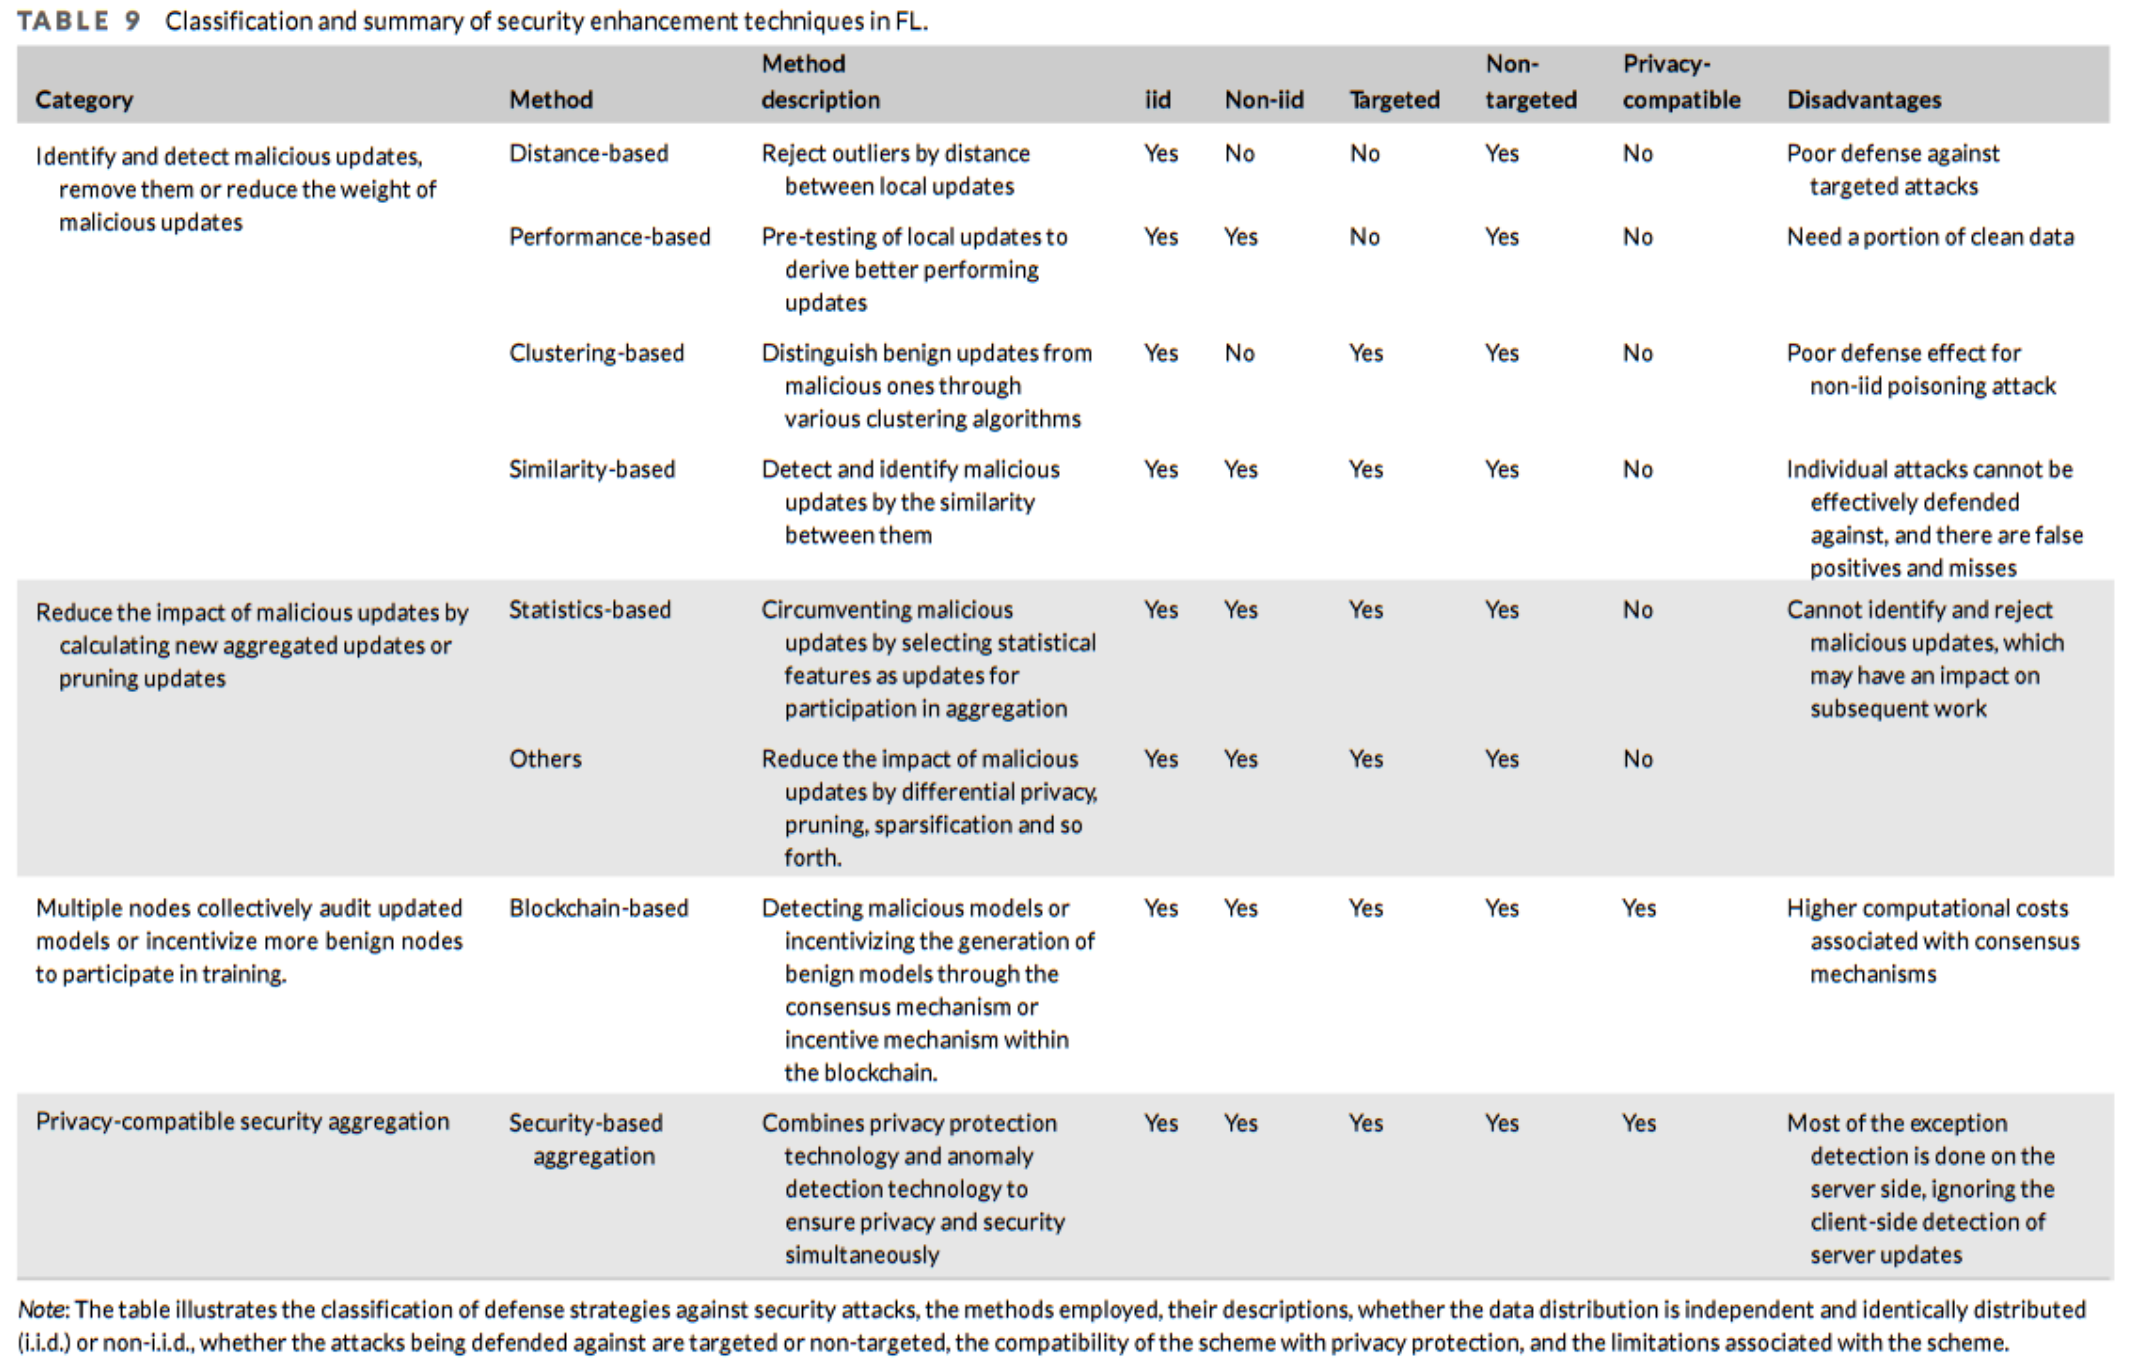 TABLE 9 Classification and summary of security enhancement techniques in FL.
Category Method Method description iid Non-iid Targeted Non-targeted Privacy-compatible Disadvantages
Identify and detect malicious updates,
remove them or reduce the weight of
malicious updates
Distance-based
Reject outliers by distance
between local updates
Yes No No Yes No
Poor defense against
targeted attacks
Performance-based
Pre-testing of local updates to
derive better performing
updates
Yes Yes No Yes No
Need a portion of clean data
Clustering-based
Distinguish benign updates from
malicious ones through
various clustering algorithms
Yes No Yes Yes No
Poor defense effect for
non-iid poisoning attack
Similarity-based
Detect and identify malicious
updates by the similarity
between them
Yes Yes Yes Yes No
Individual attacks cannot be
effectively defended
against, and there are false
positives and misses
Reduce the impact of malicious updates by
calculating new aggregated updates or
pruning updates
Statistics-based
Circumventing malicious
updates by selecting statistical
features as updates for
participation in aggregation
Yes Yes Yes Yes No
Cannot identify and reject
malicious updates, which
may have an impact on
subsequent work
Others
Reduce the impact of malicious
updates by differential privacy,
pruning, sparsification and so
forth.
Yes Yes Yes Yes No
Multiple nodes collectively audit updated
models or incentivize more benign nodes
to participate in training.
Blockchain-based
Detecting malicious models or
incentivizing the generation of
benign models through the
consensus mechanism or
incentive mechanism within
the blockchain.
Yes Yes Yes Yes Yes
Higher computational costs
associated with consensus
mechanisms
Privacy-compatible security aggregation
Security-based
aggregation
Combines privacy protection
technology and anomaly
detection technology to
ensure privacy and security
simultaneously
Yes Yes Yes Yes Yes
Most of the exception
detection is done on the
server side, ignoring the
client-side detection of
server updates
Note: The table illustrates the classification of defense strategies against security attacks, the methods employed, their descriptions, whether the data distribution is independent and identically distributed
(i.i.d.) or non-i.i.d., whether the attacks being defended against are targeted or non-targeted, the compatibility of the scheme with privacy protection, and the limitations associated with the scheme.